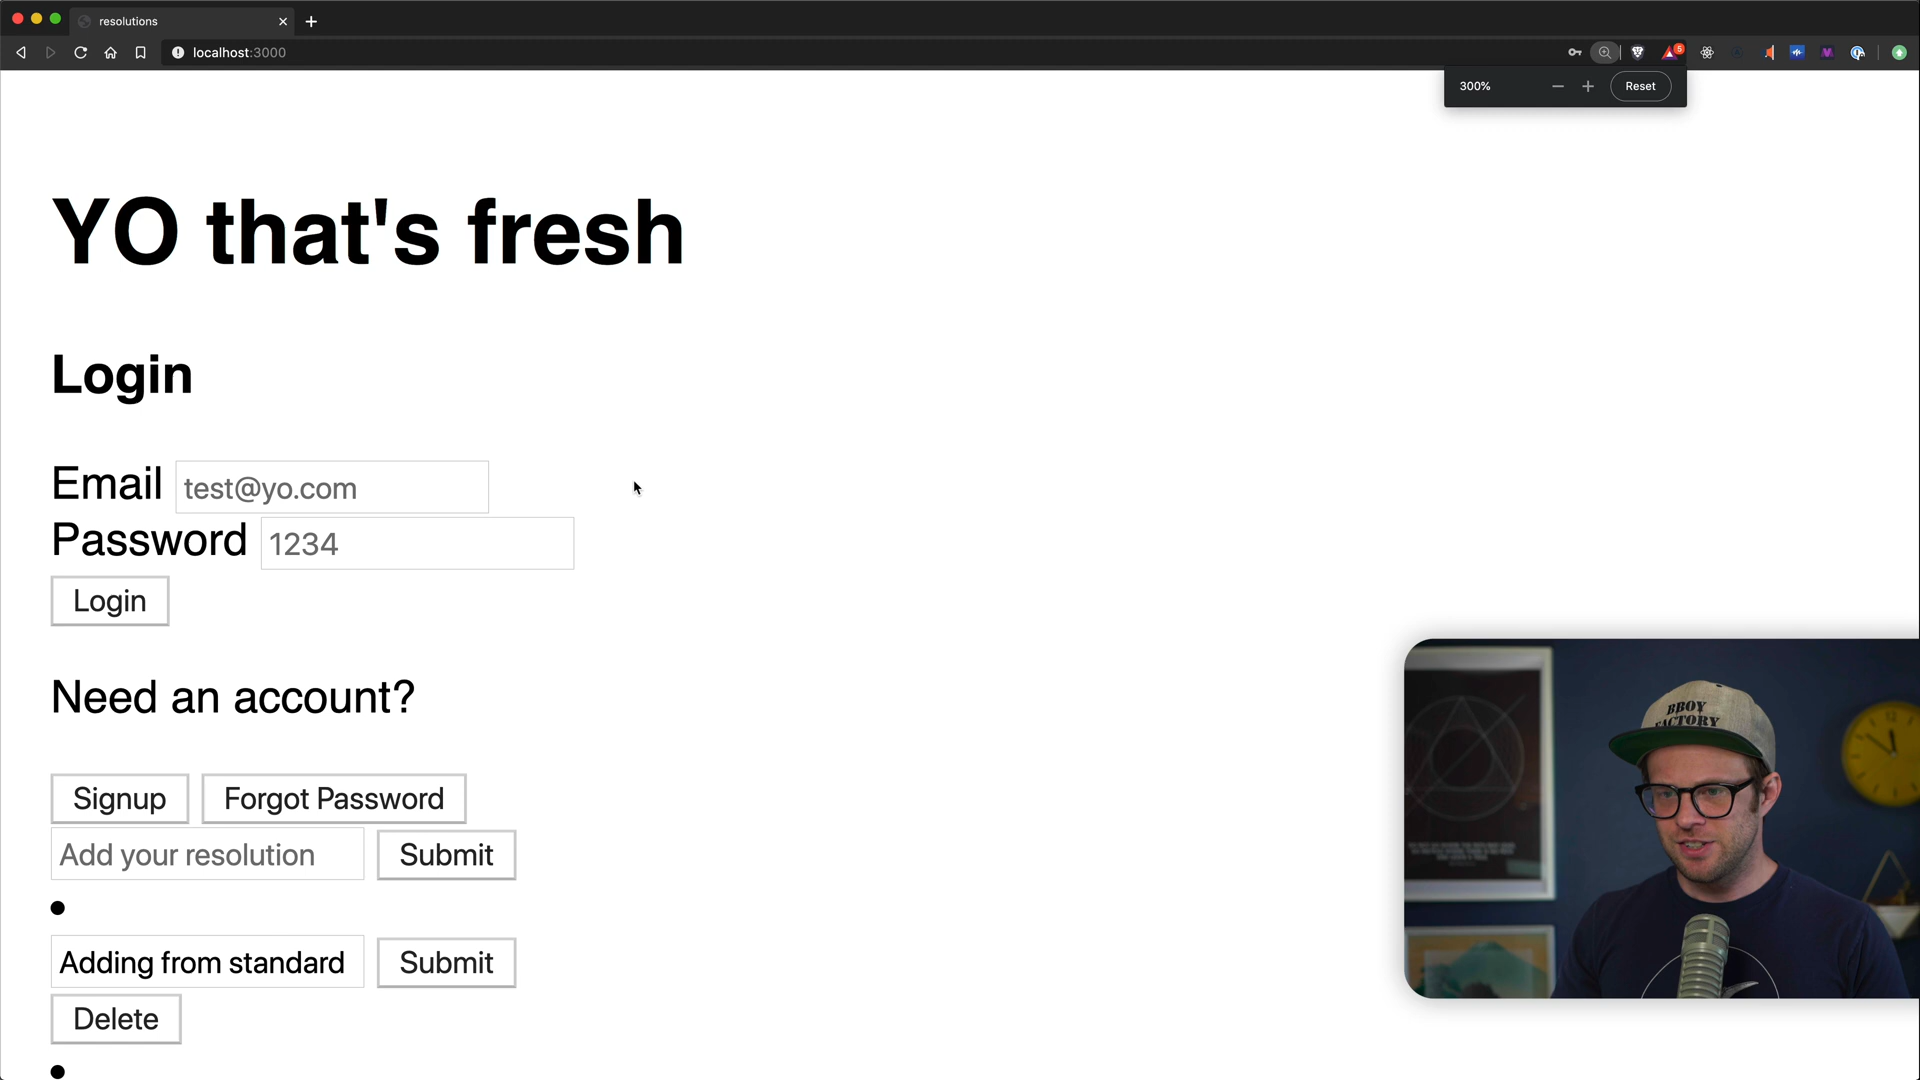 resolutions
localhost:3000
5
300%
Reset
YO that's fresh
Login
Email test@yo.com
Password 1234
Login
Need an account?
Signup Forgot Password
Add your resolution Submit
Adding from standard Submit
Delete
BBOY
FACTORY